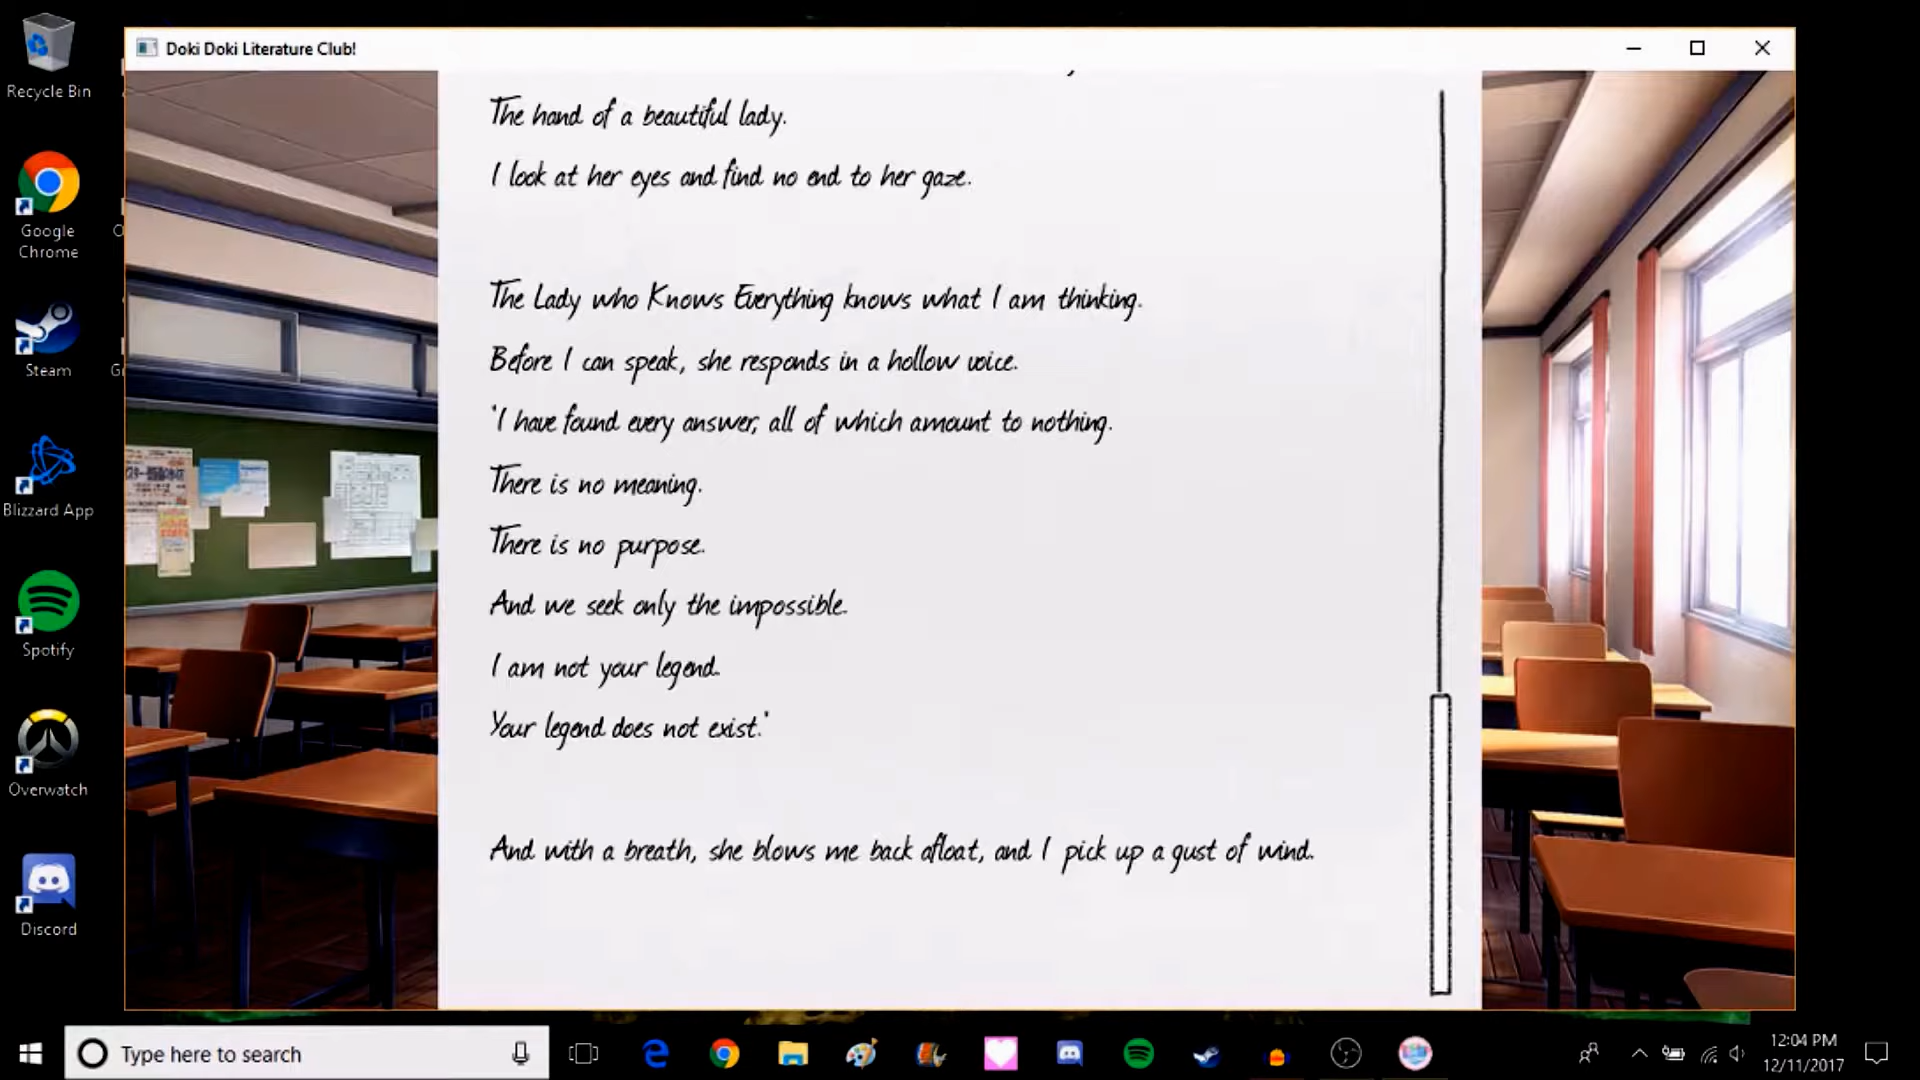 Doki Doki Literature Club!
Recycle Bin
Google
Chrome
Steam
Blizzard App
Spotify
Overwatch
Discord
The hand of a beautiful lady.
I look at her eyes and find no end to her gaze.
The Lady who Knows Everything knows what I am thinking.
Before I can speak, she responds in a hollow voice.
'I have found every answer, all of which amount to nothing.
There is no meaning.
There is no purpose.
And we seek only the impossible.
I am not your legend.
Your legend does not exist.'
And with a breath, she blows me back afloat, and I pick up a gust of wind.
Type here to search
12:04 PM
12/11/2017